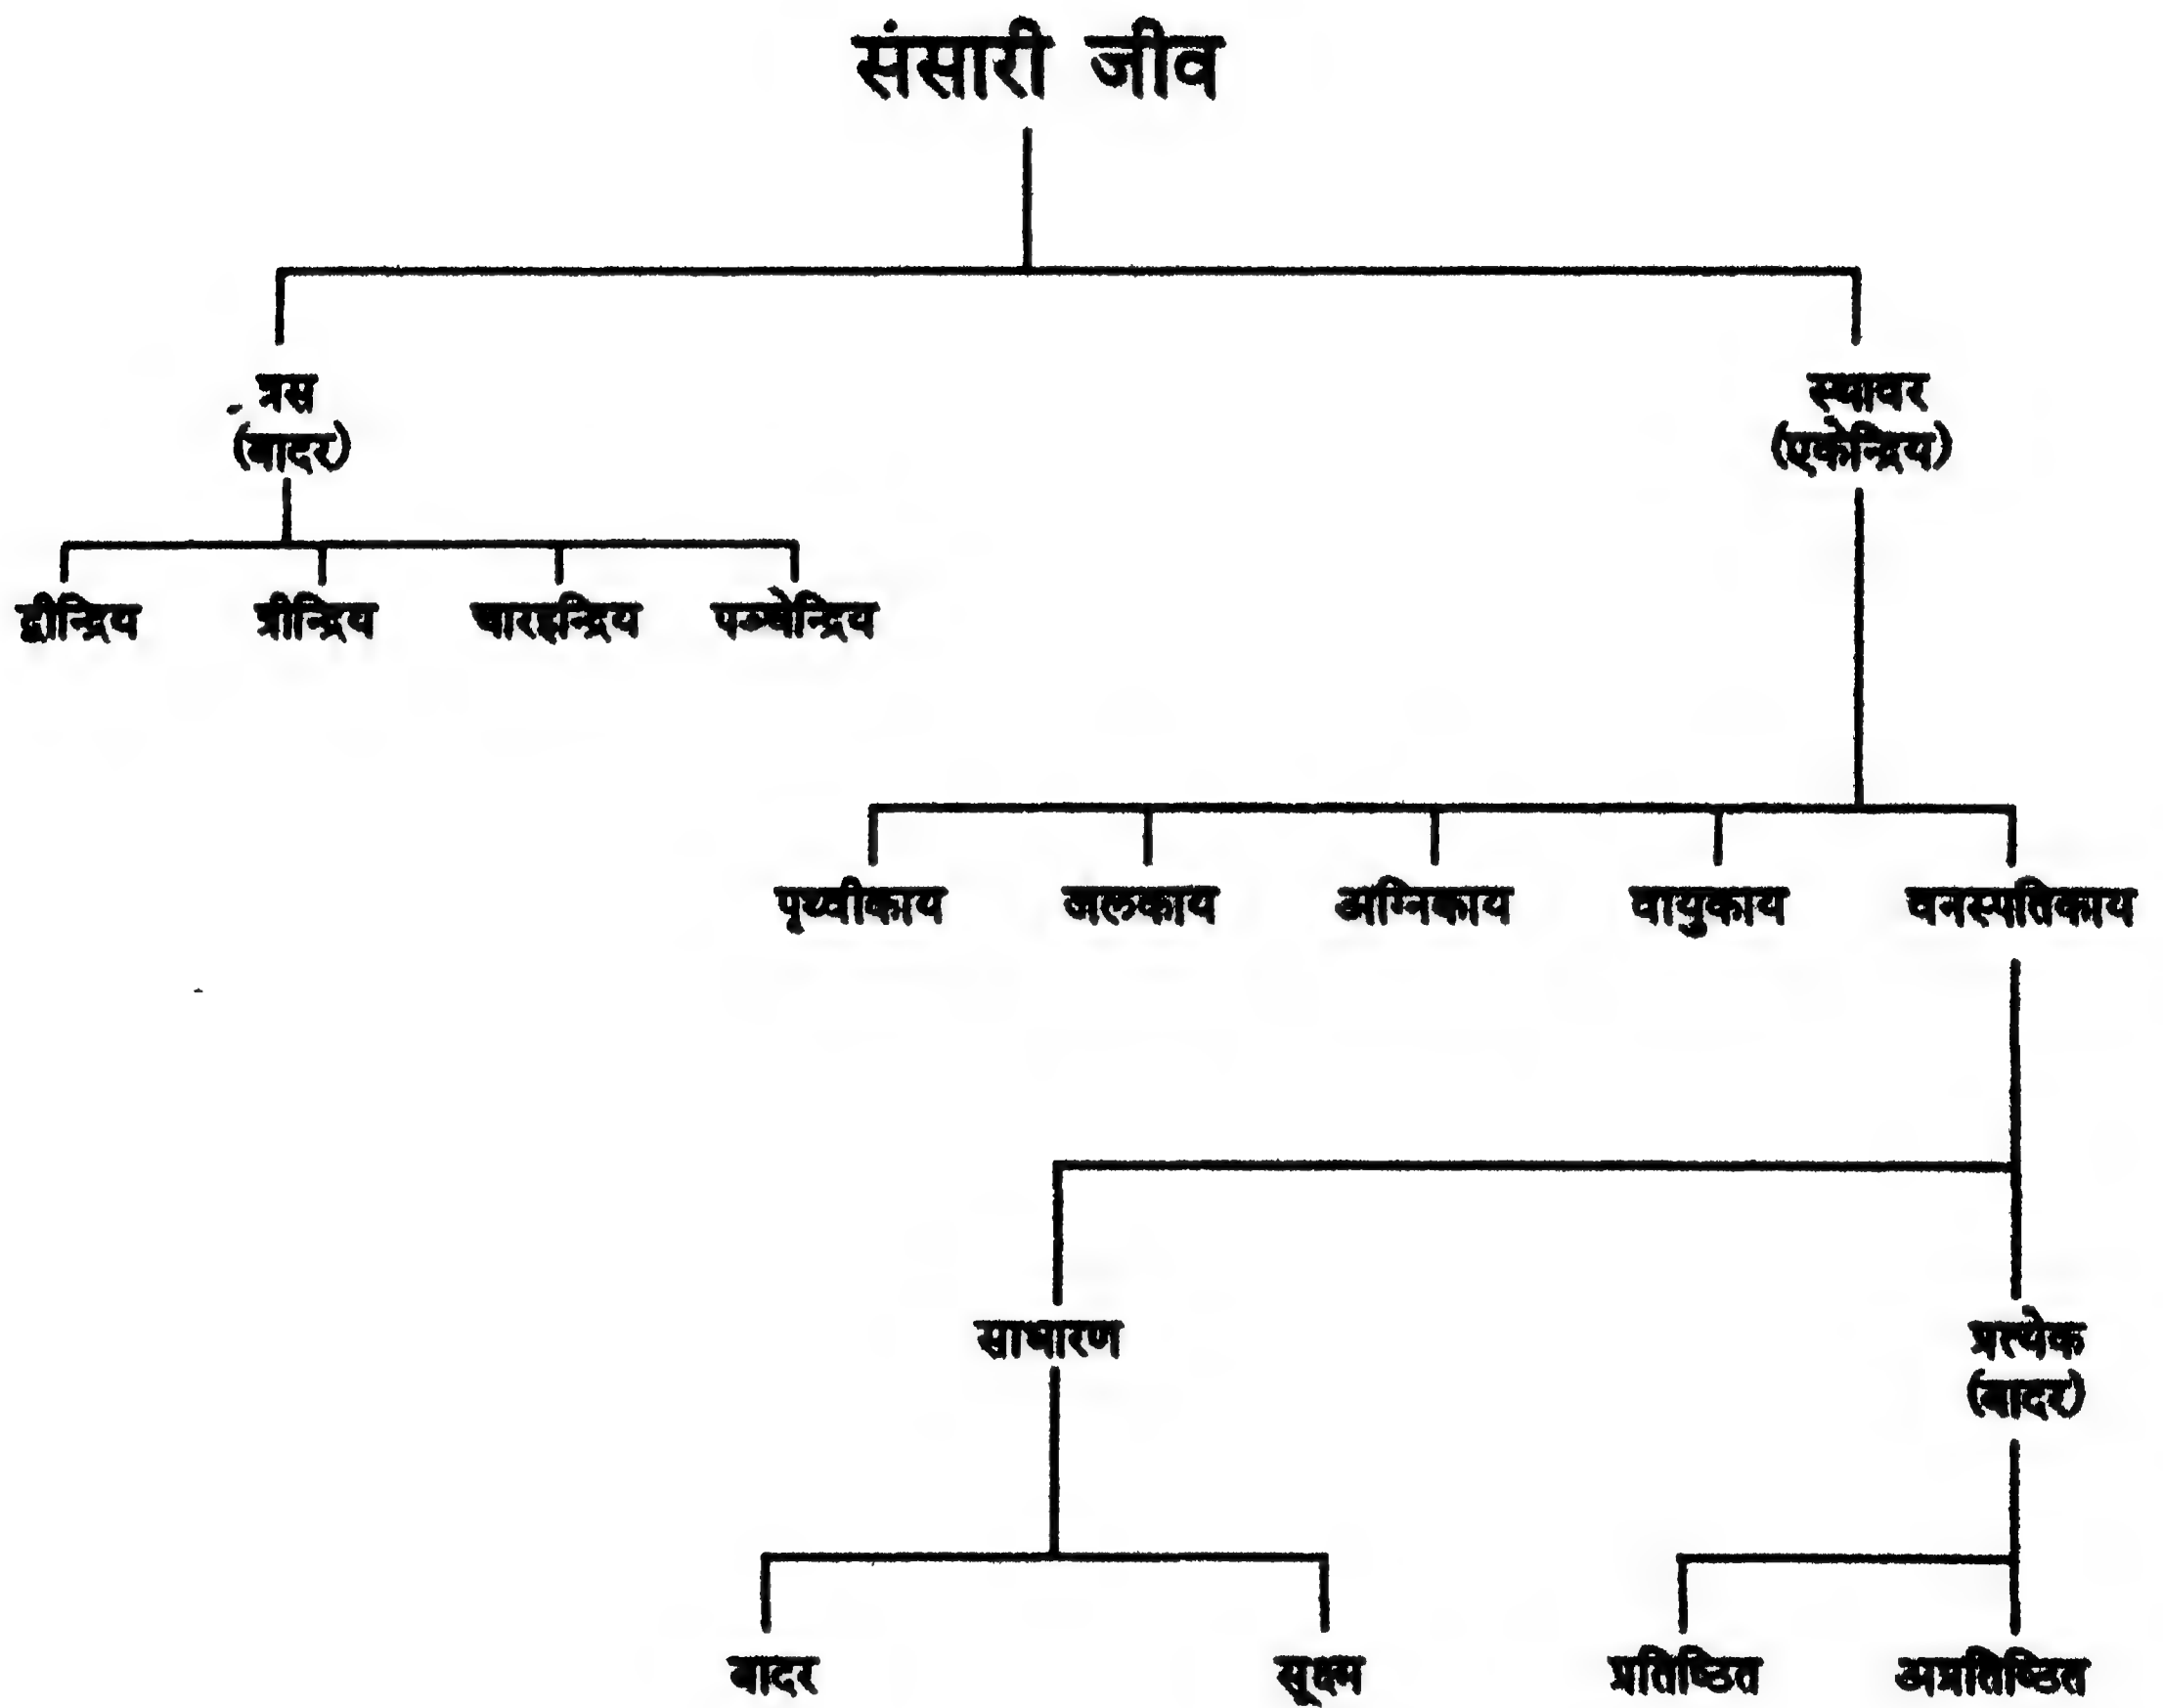 संसारी जीव
त्रस
(बादर)
स्थावर
(एकेन्द्रिय)
द्वीन्द्रिय त्रीन्द्रिय चारइन्द्रिय पञ्चेन्द्रिय
पृथ्वीकाय जलकाय अग्निकाय वायुकाय वनस्पतिकाय
साधारण
प्रत्येक
(बादर)
बादर सूक्ष्म प्रतिष्ठित अप्रतिष्ठित